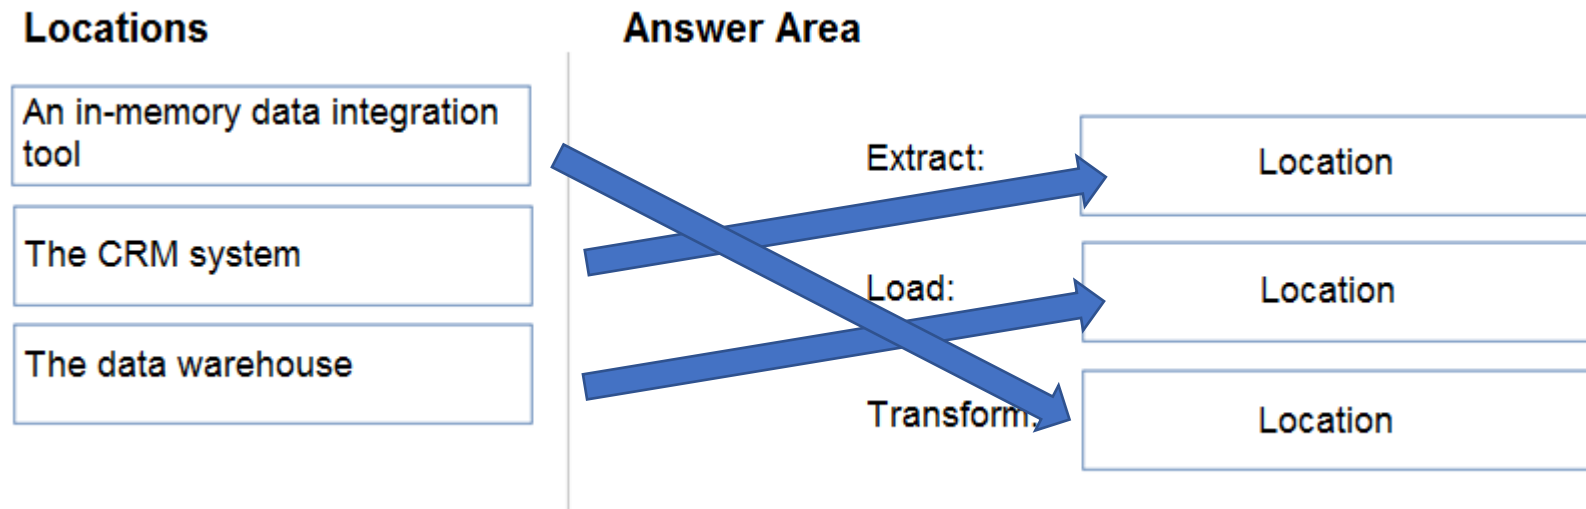 Locations
Answer Area
An in-memory data integration
tool
The CRM system
The data warehouse
Extract:
Location
Load:
Location
Transform:
Location